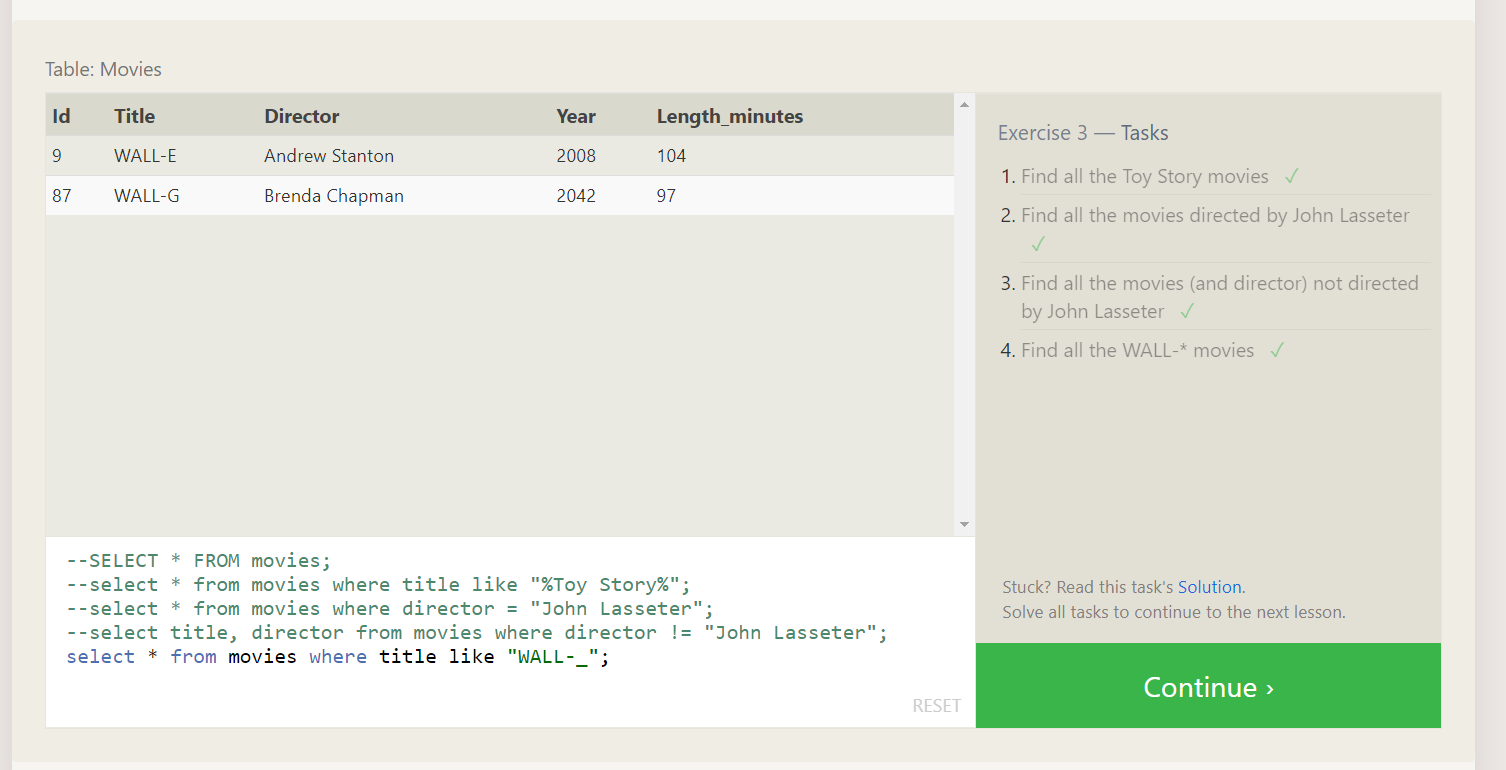 Table: Movies
Id Title Director Year Length_minutes
9 WALL-E Andrew Stanton 2008 104
87 WALL-G Brenda Chapman 2042 97
--SELECT * FROM movies;
--select * from movies where title like "%Toy Story%";
--select * from movies where director = "John Lasseter";
--select title, director from movies where director != "John Lasseter";
select * from movies where title like "WALL-_";
RESET
Exercise 3 — Tasks
1. Find all the Toy Story movies ✓
2. Find all the movies directed by John Lasseter
✓
3. Find all the movies (and director) not directed
by John Lasseter ✓
4. Find all the WALL-* movies ✓
Stuck? Read this task's Solution.
Solve all tasks to continue to the next lesson.
Continue ›